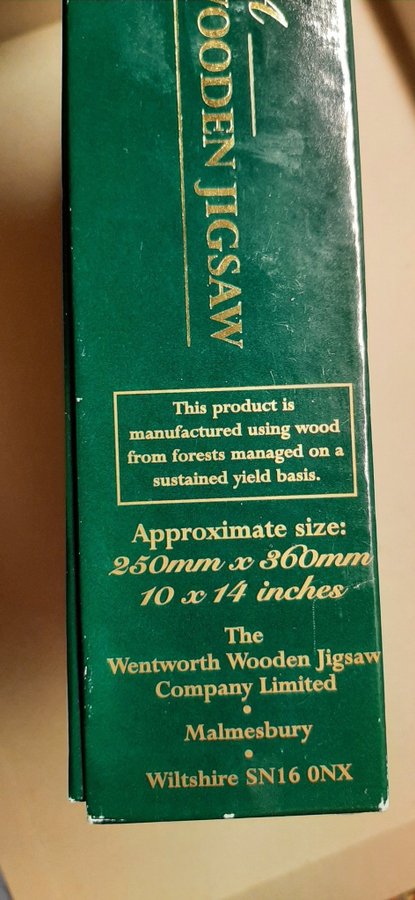 WOODEN JIGSAW
This product is
manufactured using wood
from forests managed on a
sustained yield basis.
Approximate size:
250mm x 360mm
10 x 14 inches
The
Wentworth Wooden Jigsaw
Company Limited
•
Malmesbury
•
Wiltshire SN16 0NX